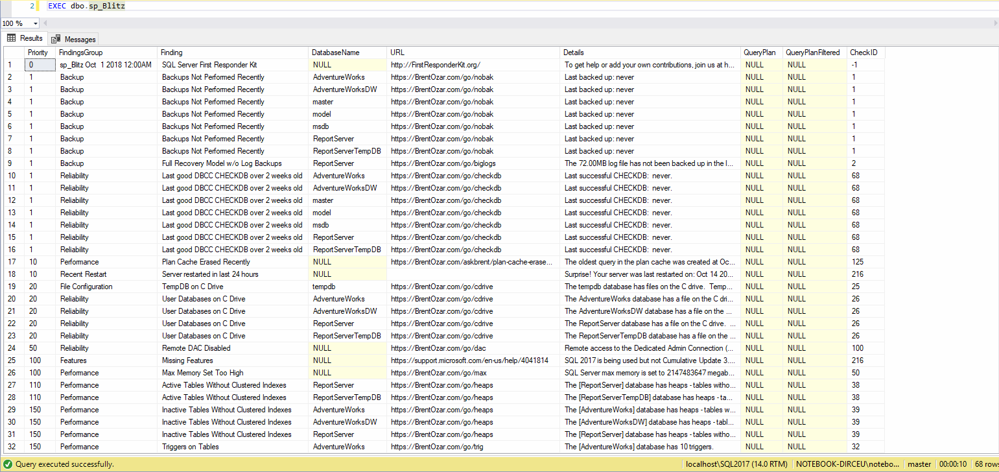 2 EXEC dbo.sp_Blitz
100 %
Results Messages
Priority FindingsGroup Finding DatabaseName URL Details QueryPlan QueryPlanFiltered CheckID
1 0 sp_Blitz Oct 1 2018 12:00AM SQL Server First Responder Kit NULL http://FirstResponderKit.org/ To get help or add your own contributions, join us at h... NULL NULL -1
2 1 Backup Backups Not Performed Recently AdventureWorks https://BrentOzar.com/go/nobak Last backed up: never NULL NULL 1
3 1 Backup Backups Not Performed Recently AdventureWorksDW https://BrentOzar.com/go/nobak Last backed up: never NULL NULL 1
4 1 Backup Backups Not Performed Recently master https://BrentOzar.com/go/nobak Last backed up: never NULL NULL 1
5 1 Backup Backups Not Performed Recently model https://BrentOzar.com/go/nobak Last backed up: never NULL NULL 1
6 1 Backup Backups Not Performed Recently msdb https://BrentOzar.com/go/nobak Last backed up: never NULL NULL 1
7 1 Backup Backups Not Performed Recently ReportServer https://BrentOzar.com/go/nobak Last backed up: never NULL NULL 1
8 1 Backup Backups Not Performed Recently ReportServerTempDB https://BrentOzar.com/go/nobak Last backed up: never NULL NULL 1
9 1 Backup Full Recovery Model w/o Log Backups ReportServer https://BrentOzar.com/go/biglogs The 72.00MB log file has not been backed up in the l... NULL NULL 2
10 1 Reliability Last good DBCC CHECKDB over 2 weeks old AdventureWorks https://BrentOzar.com/go/checkdb Last successful CHECKDB: never. NULL NULL 68
11 1 Reliability Last good DBCC CHECKDB over 2 weeks old AdventureWorksDW https://BrentOzar.com/go/checkdb Last successful CHECKDB: never. NULL NULL 68
12 1 Reliability Last good DBCC CHECKDB over 2 weeks old master https://BrentOzar.com/go/checkdb Last successful CHECKDB: never. NULL NULL 68
13 1 Reliability Last good DBCC CHECKDB over 2 weeks old model https://BrentOzar.com/go/checkdb Last successful CHECKDB: never. NULL NULL 68
14 1 Reliability Last good DBCC CHECKDB over 2 weeks old msdb https://BrentOzar.com/go/checkdb Last successful CHECKDB: never. NULL NULL 68
15 1 Reliability Last good DBCC CHECKDB over 2 weeks old ReportServer https://BrentOzar.com/go/checkdb Last successful CHECKDB: never. NULL NULL 68
16 1 Reliability Last good DBCC CHECKDB over 2 weeks old ReportServerTempDB https://BrentOzar.com/go/checkdb Last successful CHECKDB: never. NULL NULL 68
17 10 Performance Plan Cache Erased Recently NULL https://BrentOzar.com/askbrent/plan-cache-erase... The oldest query in the plan cache was created at Oc... NULL NULL 125
18 10 Recent Restart Server restarted in last 24 hours NULL Surprise! Your server was last restarted on: Oct 14 20... NULL NULL 216
19 20 File Configuration TempDB on C Drive tempdb https://BrentOzar.com/go/cdrive The tempdb database has files on the C drive. Temp... NULL NULL 25
20 20 Reliability User Databases on C Drive AdventureWorks https://BrentOzar.com/go/cdrive The AdventureWorks database has a file on the C dri... NULL NULL 26
21 20 Reliability User Databases on C Drive AdventureWorksDW https://BrentOzar.com/go/cdrive The AdventureWorksDW database has a file on the ... NULL NULL 26
22 20 Reliability User Databases on C Drive ReportServer https://BrentOzar.com/go/cdrive The ReportServer database has a file on the C drive. ... NULL NULL 26
23 20 Reliability User Databases on C Drive ReportServerTempDB https://BrentOzar.com/go/cdrive The ReportServerTempDB database has a file on the ... NULL NULL 26
24 50 Reliability Remote DAC Disabled NULL https://BrentOzar.com/go/dac Remote access to the Dedicated Admin Connection (... NULL NULL 100
25 100 Features Missing Features NULL https://support.microsoft.com/en-us/help/4041814 SQL 2017 is being used but not Cumulative Update 3.... NULL NULL 216
26 100 Performance Max Memory Set Too High NULL https://BrentOzar.com/go/max SQL Server max memory is set to 2147483647 megab... NULL NULL 50
27 110 Performance Active Tables Without Clustered Indexes ReportServer https://BrentOzar.com/go/heaps The [ReportServer] database has heaps - tables witho... NULL NULL 38
28 110 Performance Active Tables Without Clustered Indexes ReportServerTempDB https://BrentOzar.com/go/heaps The [ReportServerTempDB] database has heaps - ta... NULL NULL 38
29 150 Performance Inactive Tables Without Clustered Indexes AdventureWorks https://BrentOzar.com/go/heaps The [AdventureWorks] database has heaps - tables w... NULL NULL 39
30 150 Performance Inactive Tables Without Clustered Indexes AdventureWorksDW https://BrentOzar.com/go/heaps The [AdventureWorksDW] database has heaps - tabl... NULL NULL 39
31 150 Performance Inactive Tables Without Clustered Indexes ReportServer https://BrentOzar.com/go/heaps The [ReportServer] database has heaps - tables witho... NULL NULL 39
32 150 Performance Triggers on Tables AdventureWorks https://BrentOzar.com/go/trig The [AdventureWorks] database has 10 triggers. NULL NULL 32
Query executed successfully. localhost\SQL2017 (14.0 RTM) NOTEBOOK-DIRCEU\notebo... master 00:00:10 68 rows